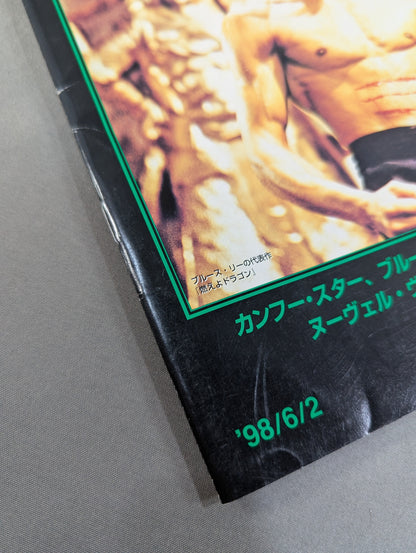 ブルース・リーの代表作
「燃えよドラゴン」
カンフー・スター、ブルー
ヌーヴェル・ヴ
'98/6/2